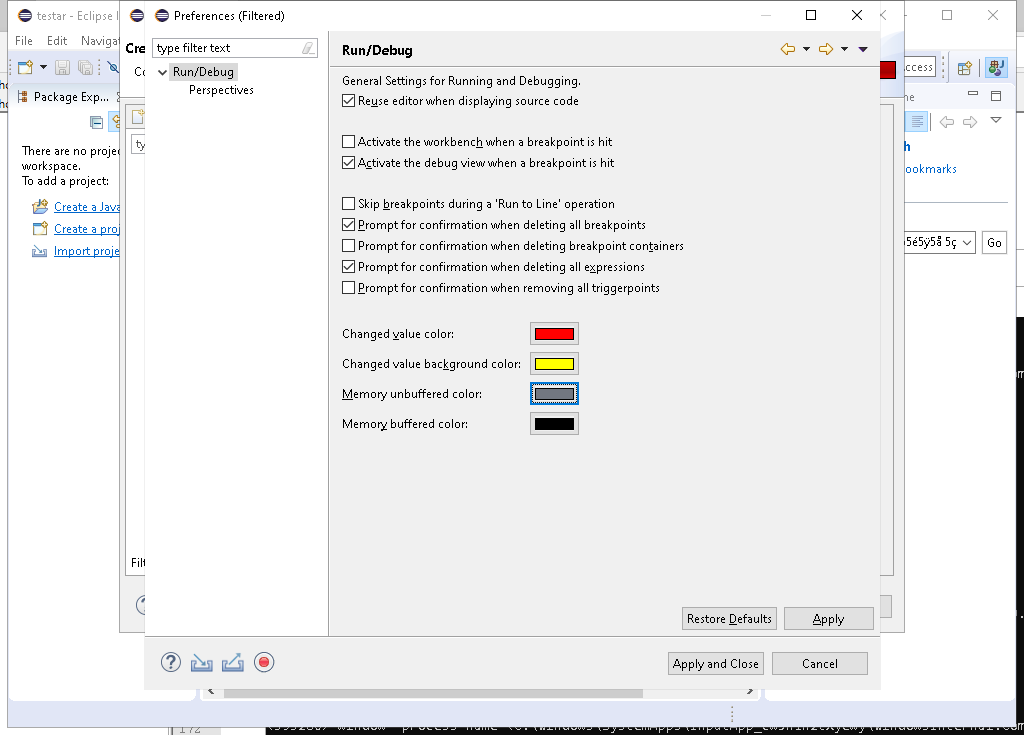 testar - Eclipse I
Preferences (Filtered)
File Edit Navigat
Cre
type filter text
Run/Debug
Co
Run/Debug
ccess
Package Exp...
Perspectives
General Settings for Running and Debugging.
Reuse editor when displaying source code
ty
Activate the workbench when a breakpoint is hit
There are no projec
workspace.
Activate the debug view when a breakpoint is hit
ookmarks
To add a project:
Create a Java
Skip breakpoints during a 'Run to Line' operation
Create a proj
Prompt for confirmation when deleting all breakpoints
Import proje
Prompt for confirmation when deleting breakpoint containers
Go
Prompt for confirmation when deleting all expressions
Prompt for confirmation when removing all triggerpoints
Changed value color:
Changed value background color:
Memory unbuffered color:
Memory buffered color:
Filt
Restore Defaults Apply
Apply and Close Cancel
172